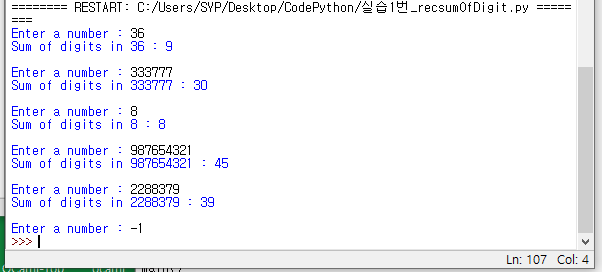 ======== RESTART: C:/Users/SYP/Desktop/CodePython/실습1번_recsumOfDigit.py =====
===
Enter a number : 36
Sum of digits in 36 : 9
Enter a number : 333777
Sum of digits in 333777 : 30
Enter a number : 8
Sum of digits in 8 : 8
Enter a number : 987654321
Sum of digits in 987654321 : 45
Enter a number : 2288379
Sum of digits in 2288379 : 39
Enter a number : -1
>>>
Ln: 107 Col: 4